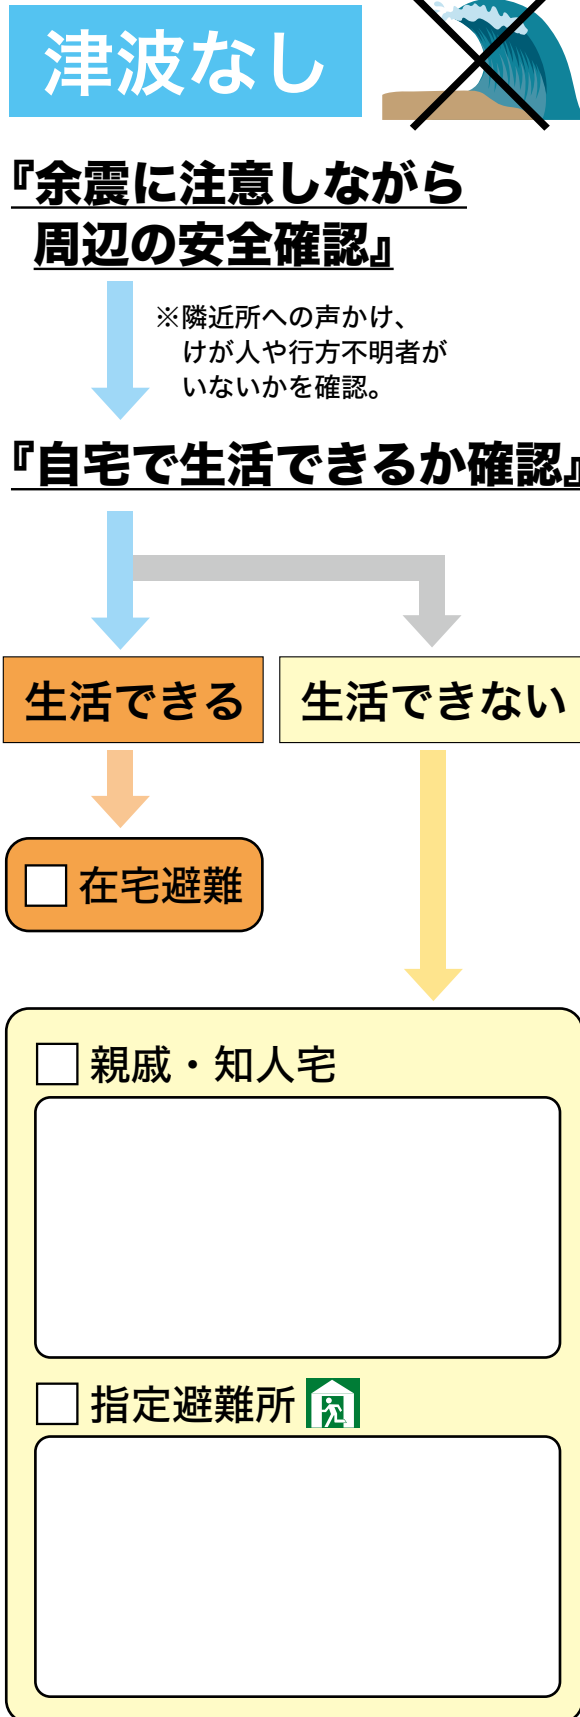 津波なし
『余震に注意しながら
周辺の安全確認』
※隣近所への声かけ、
けが人や行方不明者が
いないかを確認。
『自宅で生活できるか確認』
生活できる
生活できない
在宅避難
親戚・知人宅
指定避難所